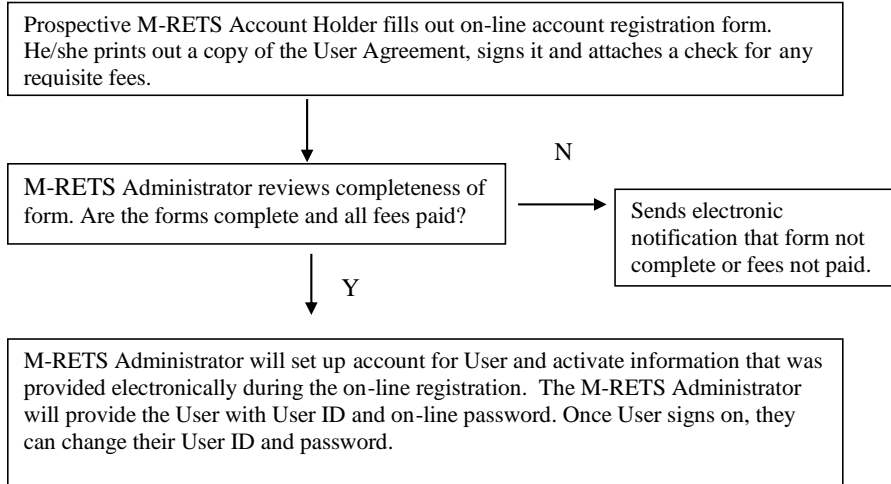 Prospective M-RETS Account Holder fills out on-line account registration form.
He/she prints out a copy of the User Agreement, signs it and attaches a check for any
requisite fees.
N
M-RETS Administrator reviews completeness of
form. Are the forms complete and all fees paid?
Sends electronic
notification that form not
complete or fees not paid.
Y
M-RETS Administrator will set up account for User and activate information that was
provided electronically during the on-line registration.  The M-RETS Administrator
will provide the User with User ID and on-line password. Once User signs on, they
can change their User ID and password.